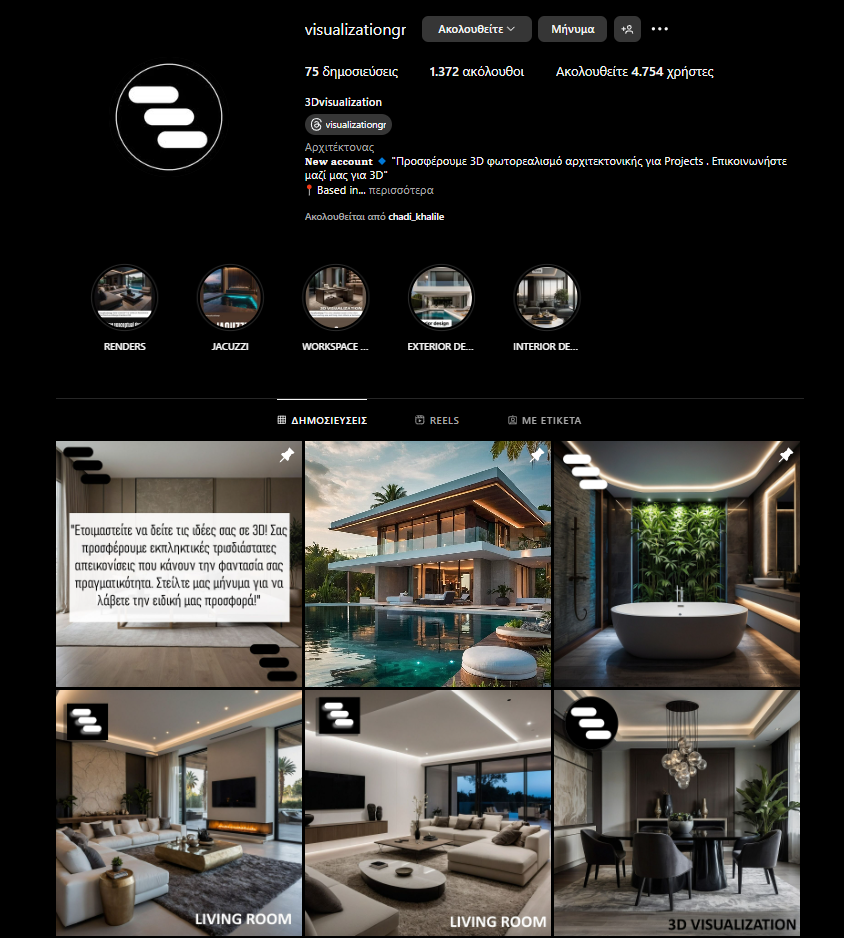 visualizationgr
Ακολουθείτε
Μήνυμα
75 δημοσιεύσεις
1.372 ακόλουθοι
Ακολουθείτε 4.754 χρήστες
3Dvisualization
visualizationgr
Αρχιτέκτονας
New account 🔹 "Προσφέρουμε 3D φωτορεαλισμό αρχιτεκτονικής για Projects . Επικοινωνήστε
μαζί μας για 3D"
📍 Based in... περισσότερα
Ακολουθείται από chadi_khalile
3D VISUALIZATION
RENDERS
JACUZZI
WORKSPACE ...
EXTERIOR DE...
INTERIOR DE...
ΔΗΜΟΣΙΕΥΣΕΙΣ
REELS
ΜΕ ΕΤΙΚΕΤΑ
"Ετοιμαστείτε να δείτε τις ιδέες σας σε 3D! Σας
προσφέρουμε εκπληκτικές τρισδιάστατες
απεικονίσεις που κάνουν την φαντασία σας
πραγματικότητα. Στείλτε μας μήνυμα για να
λάβετε την ειδική μας προσφορά!"
LIVING ROOM
LIVING ROOM
3D VISUALIZATION